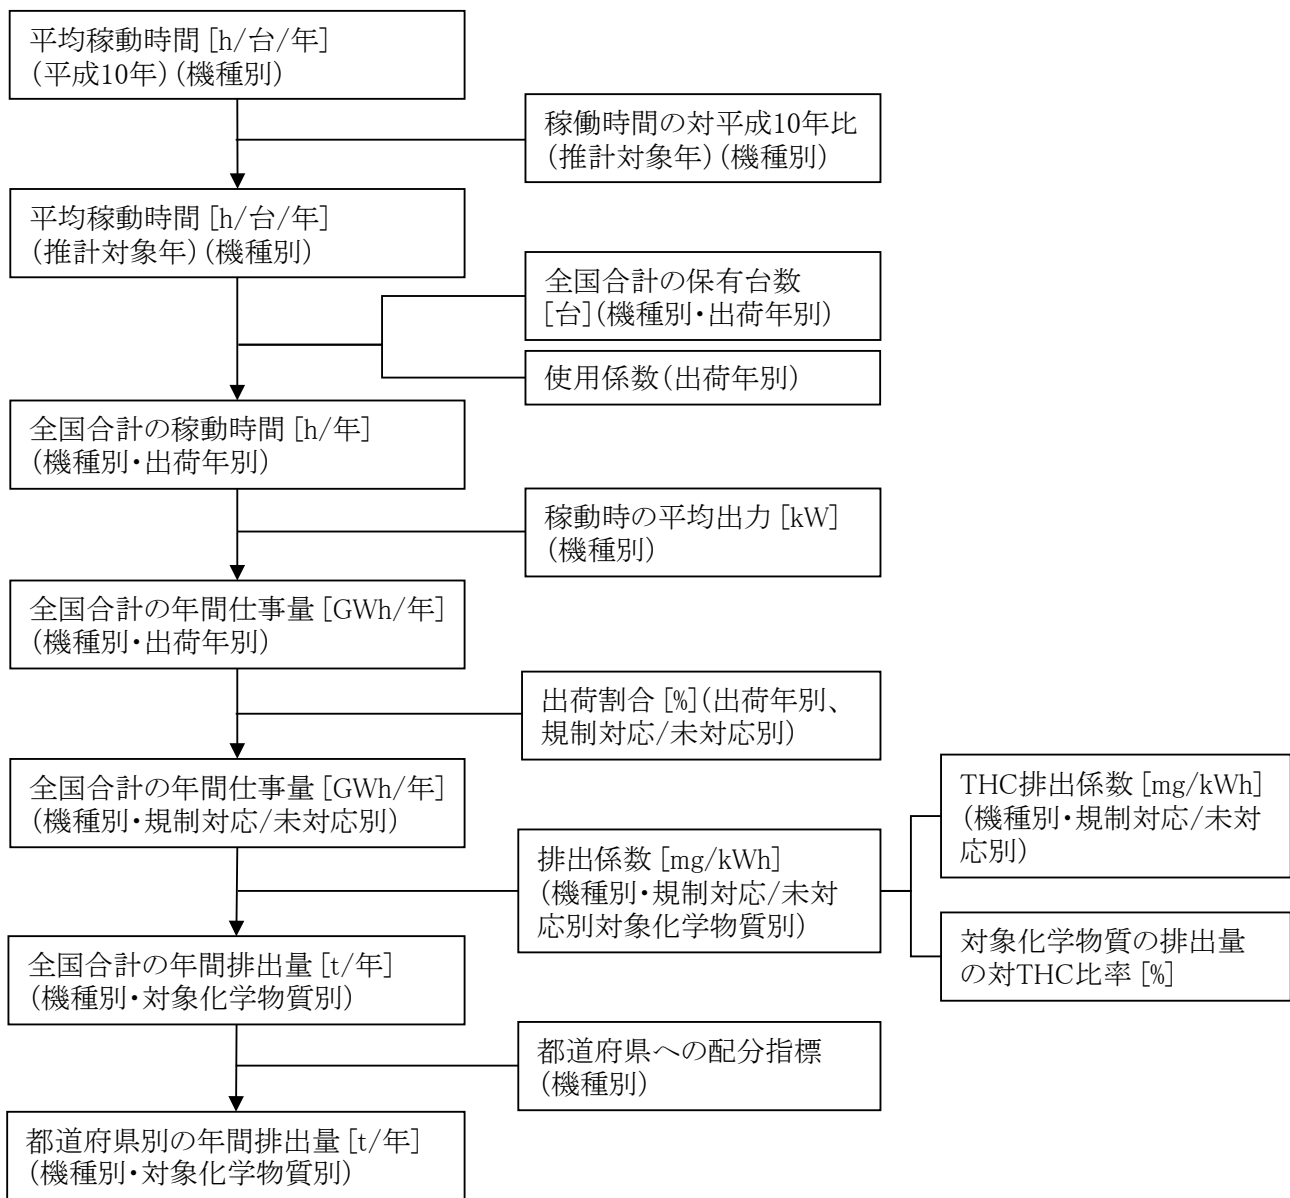 平均稼動時間 [h/台/年]
(平成10年)(機種別)
稼働時間の対平成10年比
(推計対象年)(機種別)
平均稼動時間 [h/台/年]
(推計対象年)(機種別)
全国合計の保有台数
[台](機種別・出荷年別)
使用係数(出荷年別)
全国合計の稼動時間 [h/年]
(機種別・出荷年別)
稼動時の平均出力 [kW]
(機種別)
全国合計の年間仕事量 [GWh/年]
(機種別・出荷年別)
出荷割合 [%](出荷年別、
規制対応/未対応別)
全国合計の年間仕事量 [GWh/年]
(機種別・規制対応/未対応別)
THC排出係数 [mg/kWh]
(機種別・規制対応/未対
応別)
排出係数 [mg/kWh]
(機種別・規制対応/未対
応別対象化学物質別)
対象化学物質の排出量
の対THC比率 [%]
全国合計の年間排出量 [t/年]
(機種別・対象化学物質別)
都道府県への配分指標
(機種別)
都道府県別の年間排出量 [t/年]
(機種別・対象化学物質別)